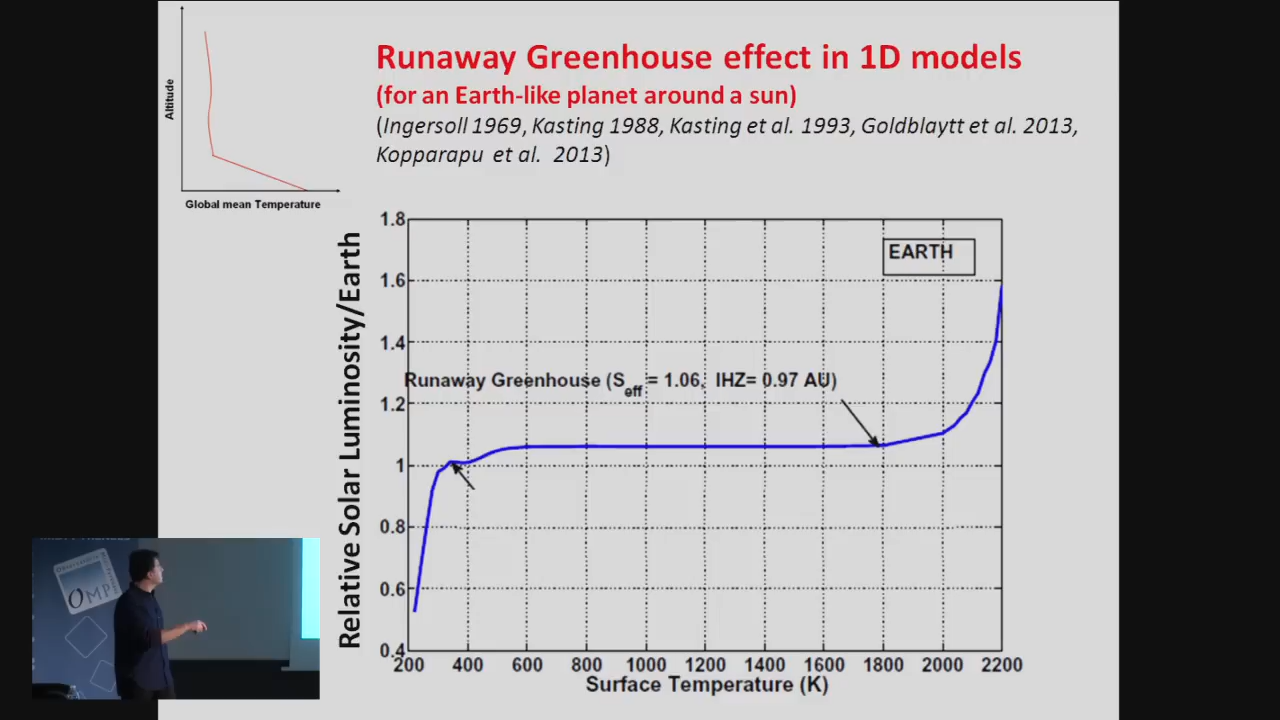 Altitude
Global mean Temperature
Runaway Greenhouse effect in 1D models
(for an Earth-like planet around a sun)
(Ingersoll 1969, Kasting 1988, Kasting et al. 1993, Goldblaytt et al. 2013,
Kopparapu et al. 2013)
Relative Solar Luminosity/Earth
1.8
1.6
1.4
1.2
1
0.8
0.6
0.4
EARTH
Runaway Greenhouse (Seff = 1.06, IHZ= 0.97 AU)
200 400 600 800 1000 1200 1400 1600 1800 2000 2200
Surface Temperature (K)
OMP